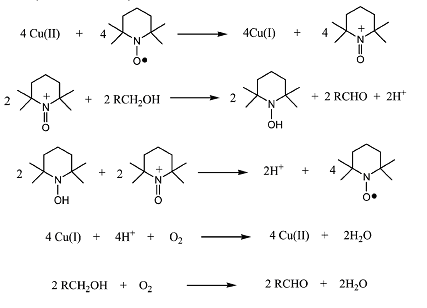 4 Cu(II) + 4 N O• 4Cu(I) + 4 N + O
2 N + O + 2 RCH₂OH 2 N OH + 2 RCHO + 2H⁺
2 N OH + 2 N + O 2H⁺ + 4 N O•
4 Cu(I) + 4H⁺ + O₂ 4 Cu(II) + 2H₂O
2 RCH₂OH + O₂ 2 RCHO + 2H₂O